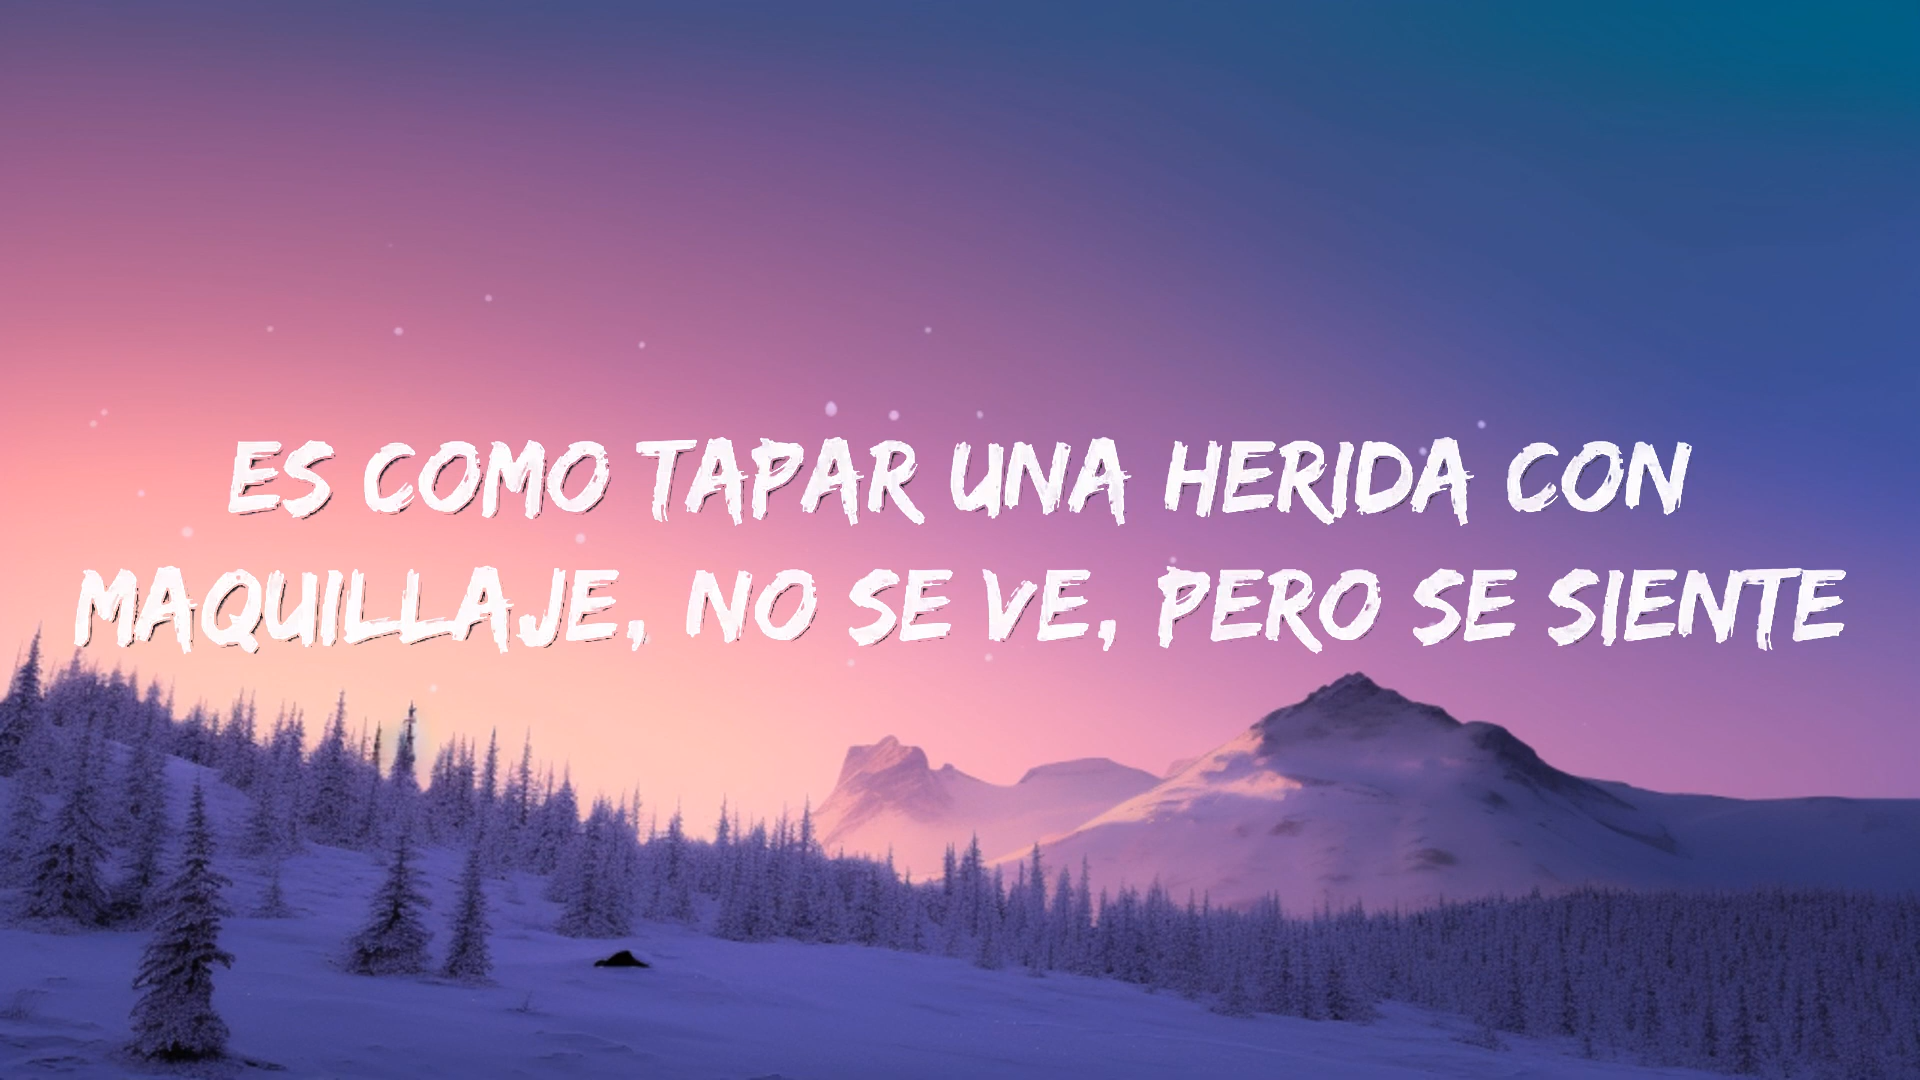 ES COMO TAPAR UNA HERIDA CON
MAQUILLAJE, NO SE VE, PERO SE SIENTE